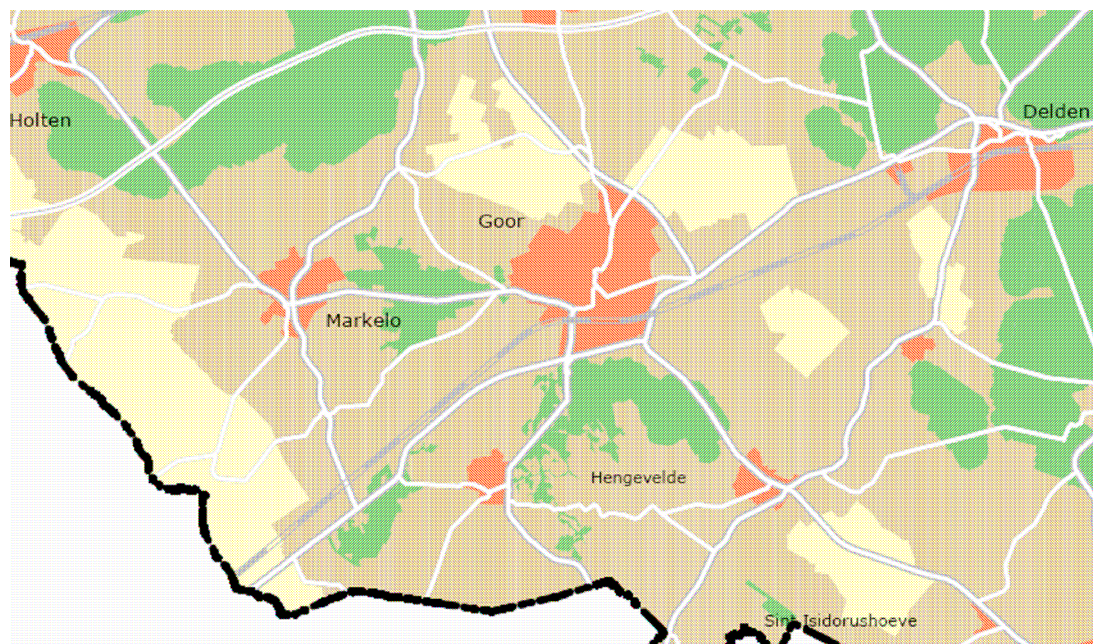 Delden
Holten
Goor
Markelo
Hengevelde
Sint Isidorushoeve